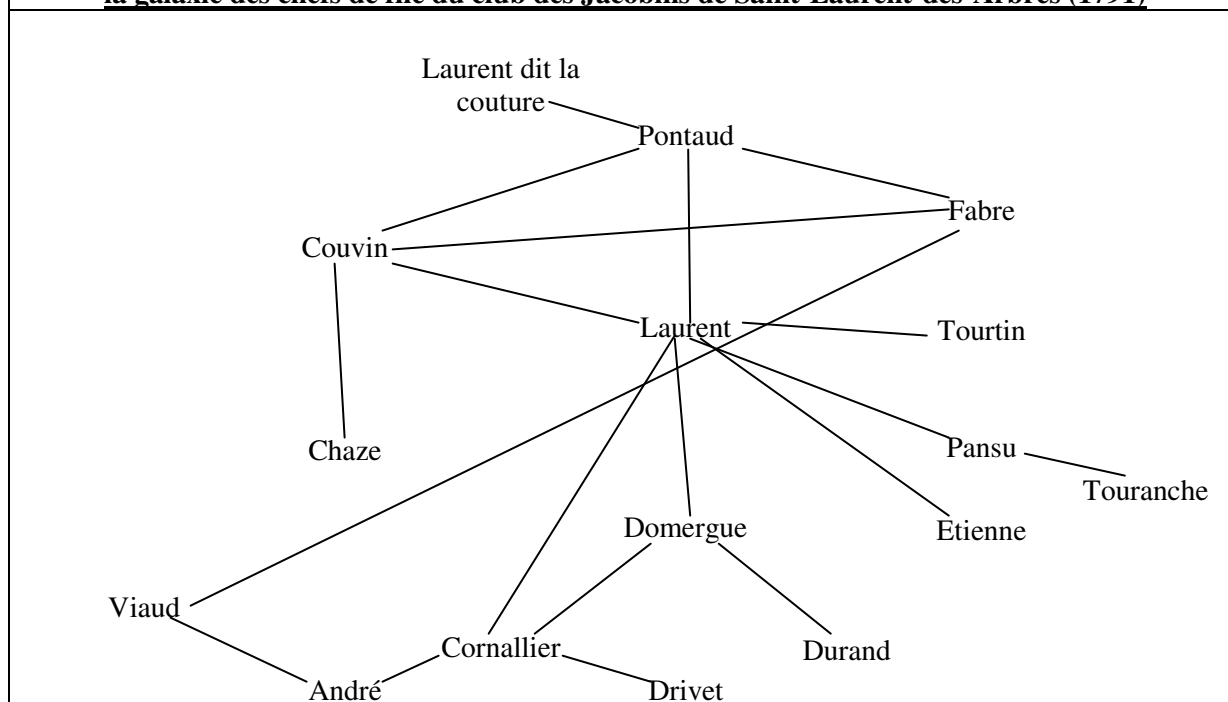 la galaxie des chefs de file du club des Jacobins de Saint-Laurent-des-Arbres (1791)
Laurent dit la
couture
Pontaud
Fabre
Couvin
Laurent
Tourtin
Chaze
Pansu
Touranche
Domergue
Etienne
Viaud
Cornallier
Durand
André
Drivet